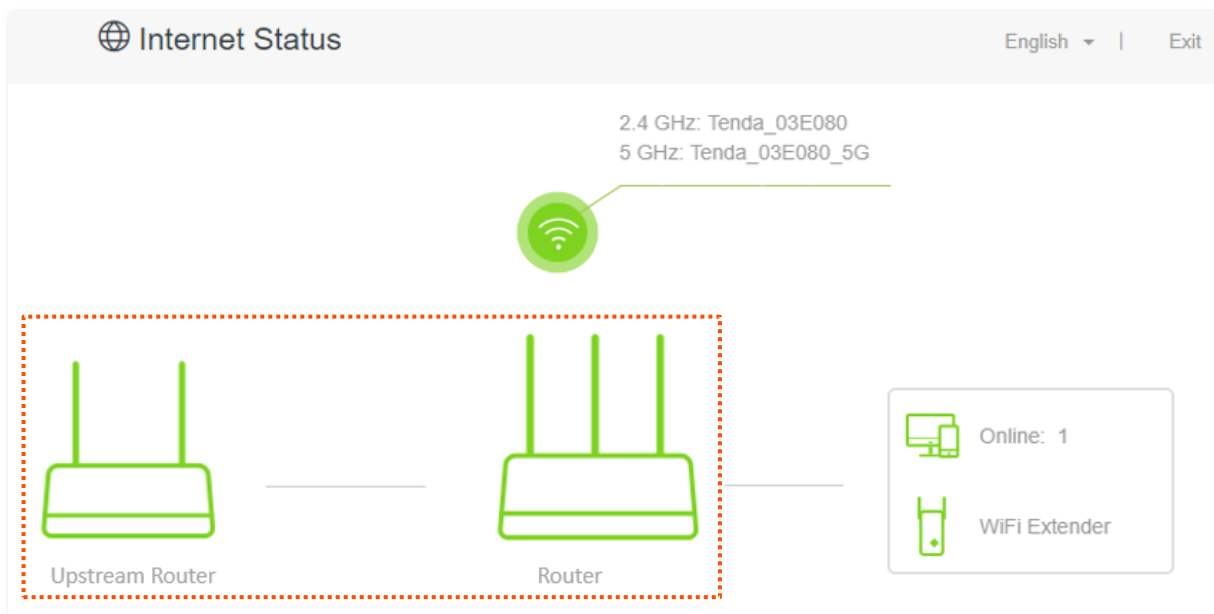 Internet Status
English
|
Exit
2.4 GHz: Tenda_03E080
5 GHz: Tenda_03E080_5G
Online: 1
WiFi Extender
Upstream Router
Router